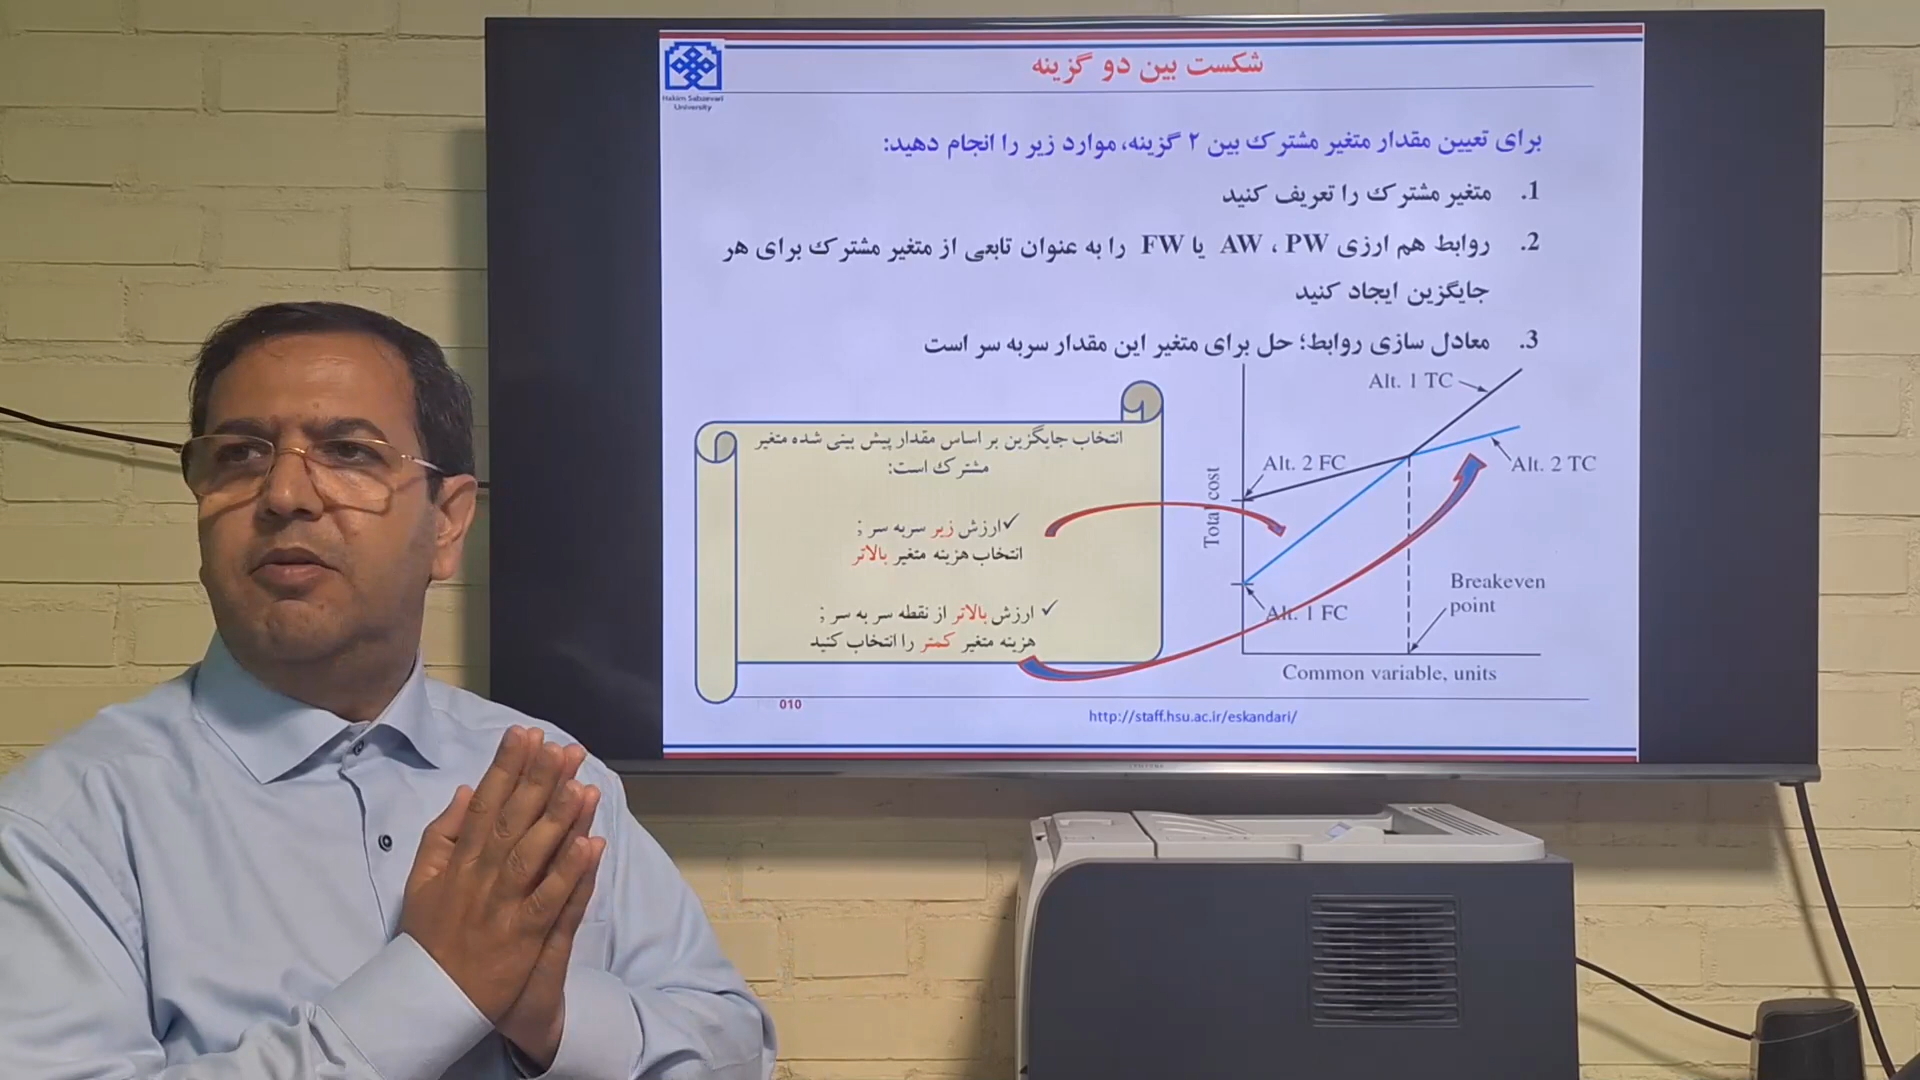 شکست بین دو گزینه
Hakim Sabzevari
University
برای تعیین مقدار متغیر مشترک بین ۲ گزینه، موارد زیر را انجام دهید:
1. متغیر مشترک را تعریف کنید
2. روابط هم ارزی PW ، AW یا FW را به عنوان تابعی از متغیر مشترک برای هر
جایگزین ایجاد کنید
3. معادل سازی روابط؛ حل برای متغیر این مقدار سربه سر است
انتخاب جایگزین بر اساس مقدار پیش بینی شده متغیر
مشترک است:
✓ارزش زیر سربه سر ;
انتخاب هزینه متغیر بالاتر
✓ ارزش بالاتر از نقطه سر به سر ;
هزینه متغیر کمتر را انتخاب کنید
Alt. 1 TC
Alt. 2 FC
Alt. 2 TC
Total cost
Breakeven
point
Alt. 1 FC
Common variable, units
010
http://staff.hsu.ac.ir/eskandari/